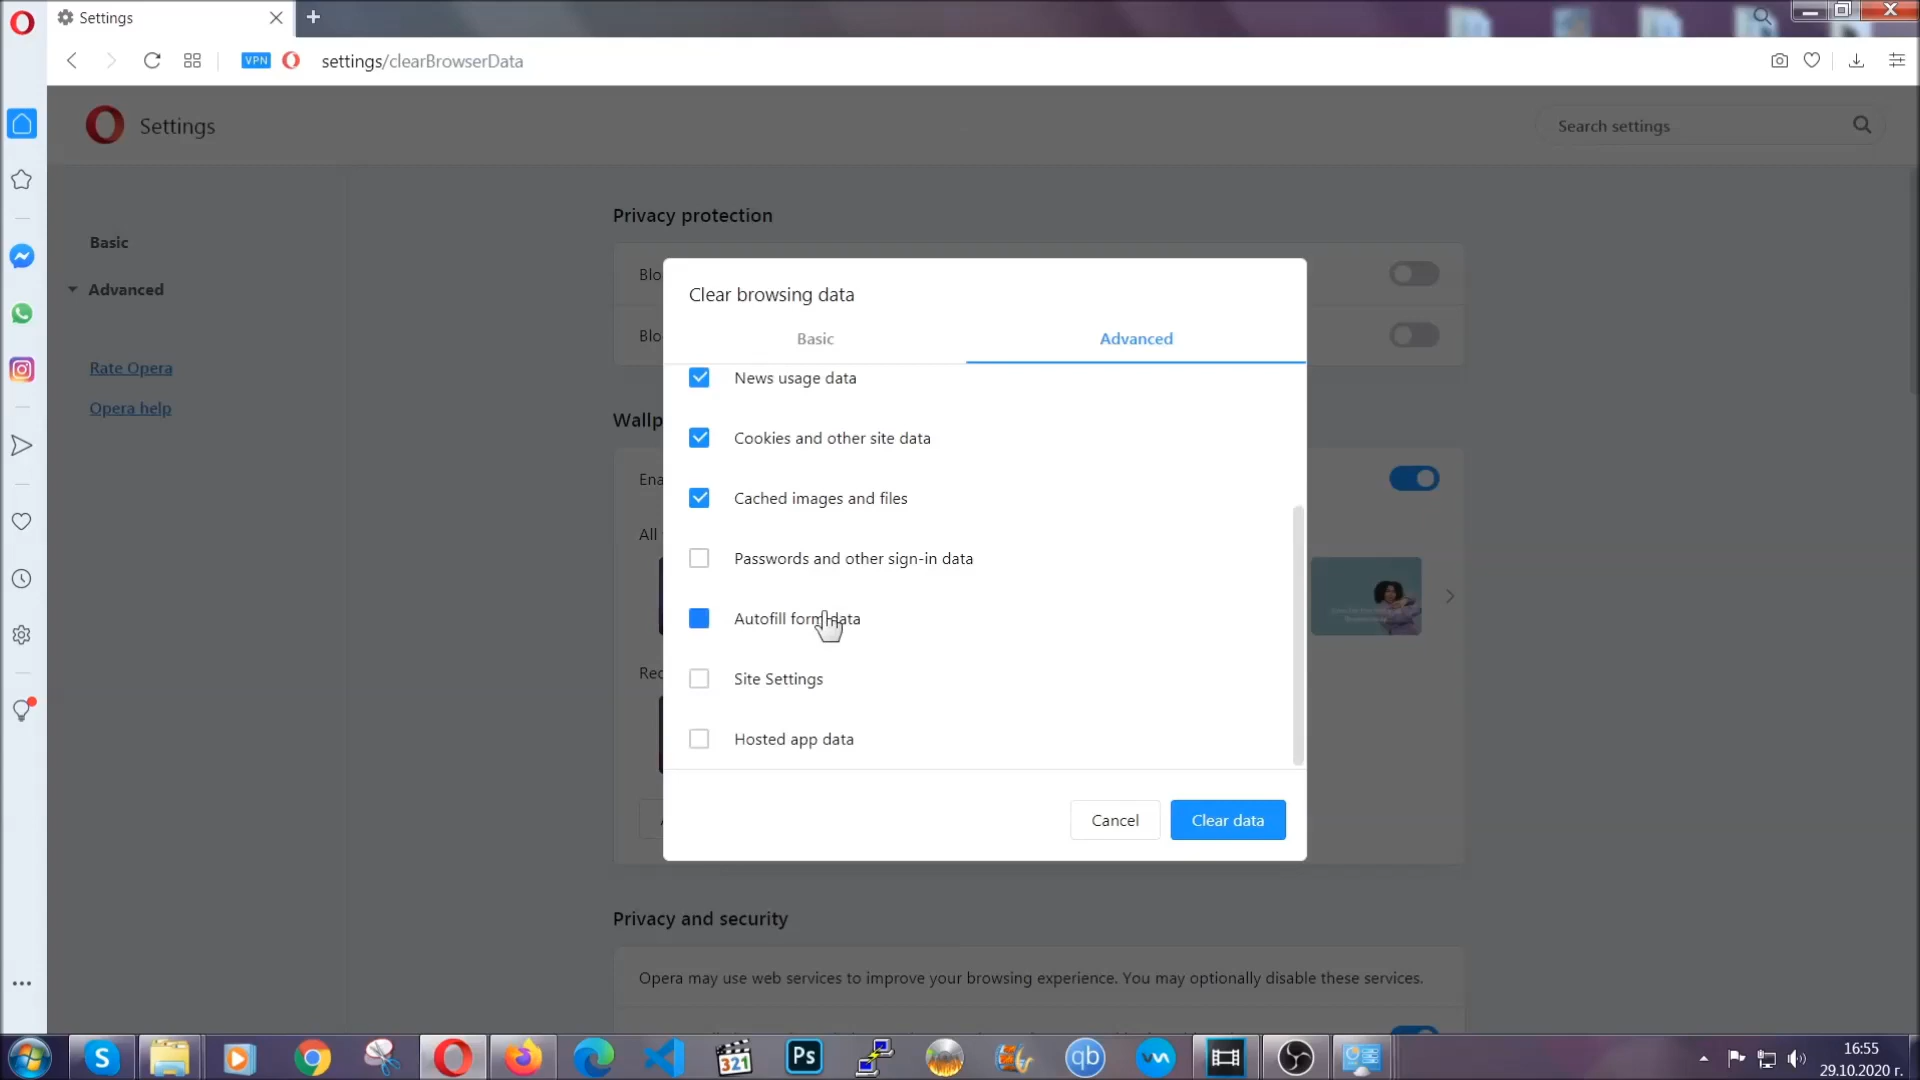 Settings
VPN
settings/clearBrowserData
Settings
Search settings
Basic
Advanced
Rate Opera
Opera help
Privacy protection
Blo
Blo
Wallp
Ena
All
Rec
Clear browsing data
Basic
Advanced
News usage data
Cookies and other site data
Cached images and files
Passwords and other sign-in data
Autofill form data
Site Settings
Hosted app data
Cancel
Clear data
Privacy and security
Opera may use web services to improve your browsing experience. You may optionally disable these services.
S
321
Ps
qb
16:55
29.10.2020 г.